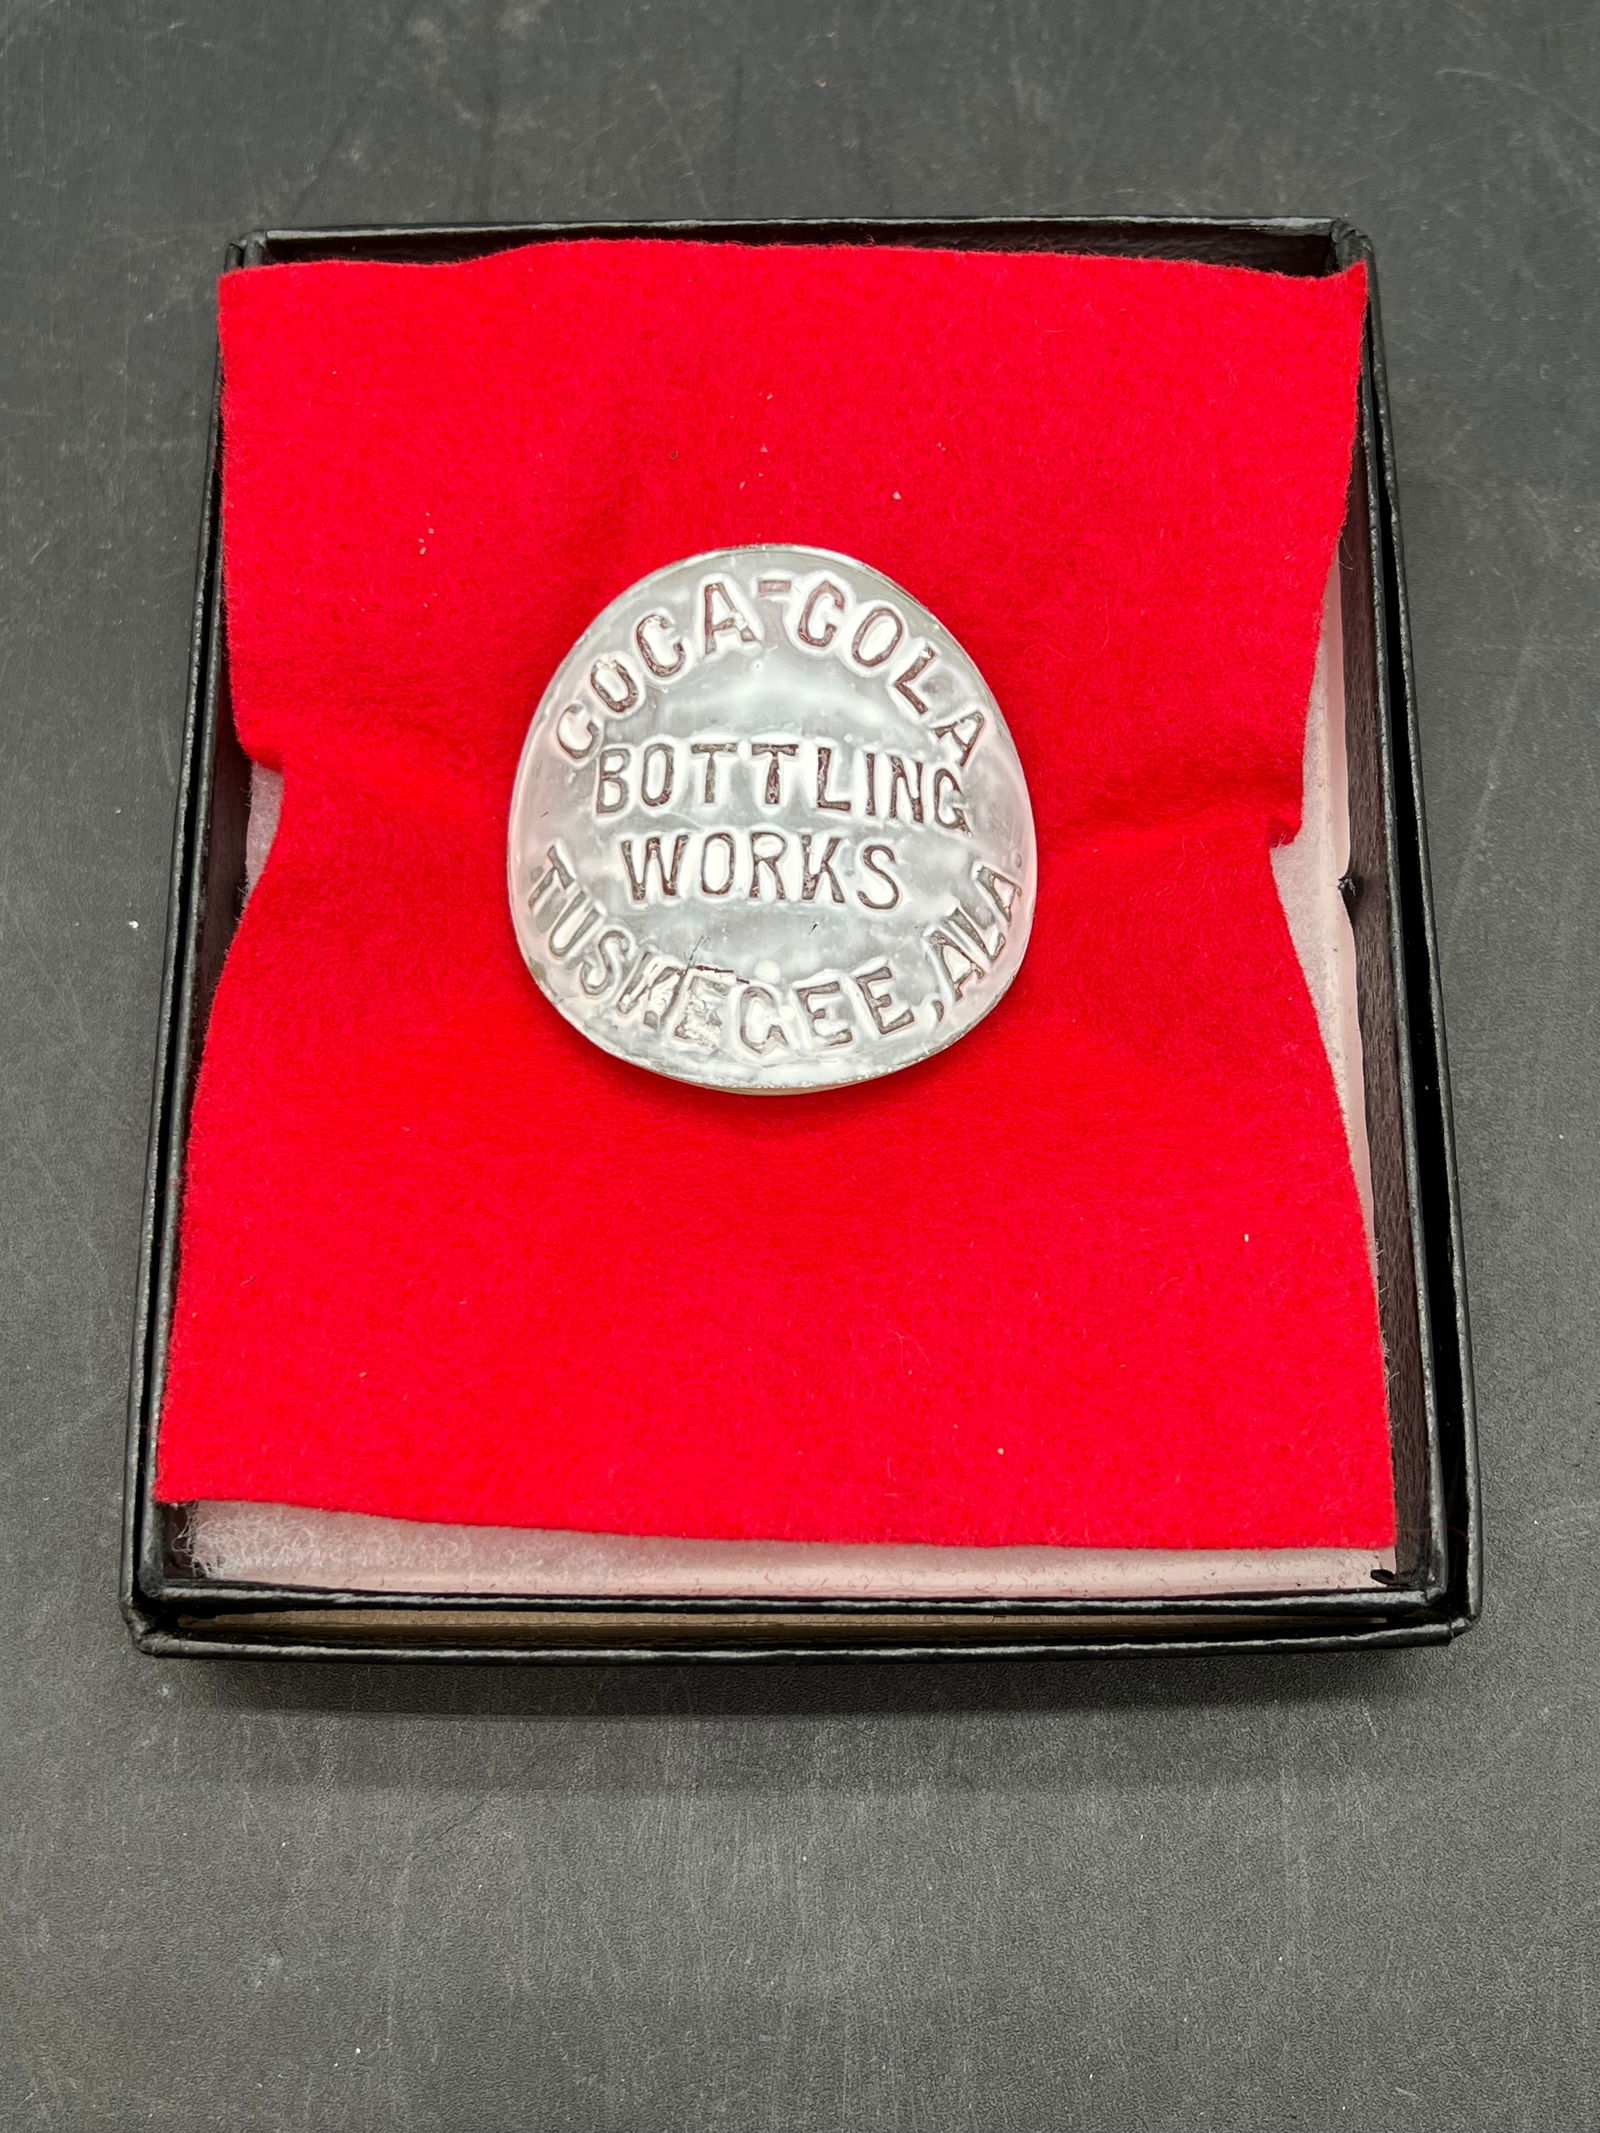 COCA-COLA
BOTTLING
WORKS
TUSKEGEE, ALA.